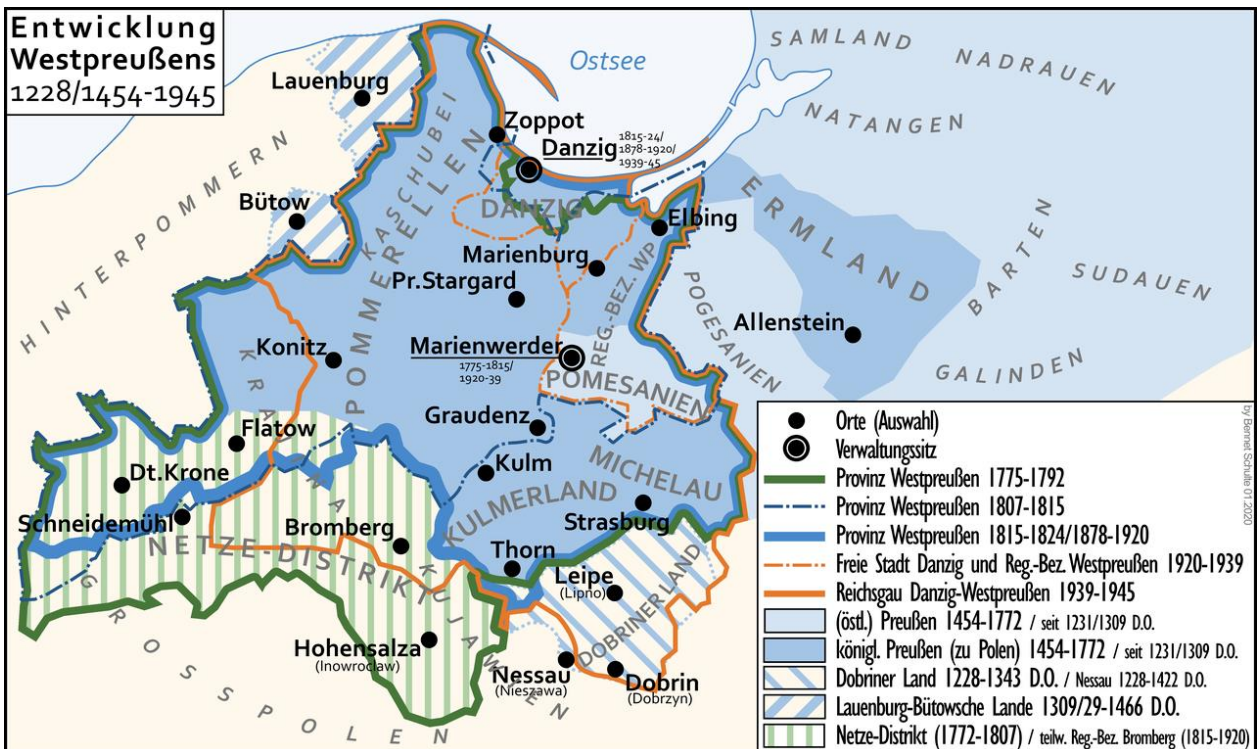 Entwicklung
Westpreußens
1228/1454-1945
Ostsee
SAMLAND
NADRAUEN
NATANGEN
Lauenburg
Zoppot
Danzig
1815-24/
1878-1920/
1939-45
KASCHUBEI
HINTERPOMMERN
Bütow
DANZIG
Elbing
ERMLAND
BARTEN
SUDAUEN
Marienburg
Pr.Stargard
POMMERELLEN
REG.-BEZ. WP
POGESANIEN
Allenstein
Konitz
Marienwerder
1775-1815/
1920-39
POMESANIEN
GALINDEN
KRAJINA
Graudenz
Flatow
Dt.Krone
Kulm
MICHELAU
KULMERLAND
Strasburg
Schneidemühl
Bromberg
NETZE-DISTRIKT
Thorn
Leipe
(Lipno)
DOBRINER LAND
KUJAWIEN
GROSSPOLEN
Hohensalza
(Inowrocław)
Nessau
(Nieszawa)
Dobrin
(Dobrzyn)
Orte (Auswahl)
Verwaltungssitz
Provinz Westpreußen 1775-1792
Provinz Westpreußen 1807-1815
Provinz Westpreußen 1815-1824/1878-1920
Freie Stadt Danzig und Reg.-Bez. Westpreußen 1920-1939
Reichsgau Danzig-Westpreußen 1939-1945
(östl.) Preußen 1454-1772 / seit 1231/1309 D.O.
königl. Preußen (zu Polen) 1454-1772 / seit 1231/1309 D.O.
Dobriner Land 1228-1343 D.O. / Nessau 1228-1422 D.O.
Lauenburg-Bütowsche Lande 1309/29-1466 D.O.
Netze-Distrikt (1772-1807) / teilw. Reg.-Bez. Bromberg (1815-1920)
by Bennet Schulte 01.2020